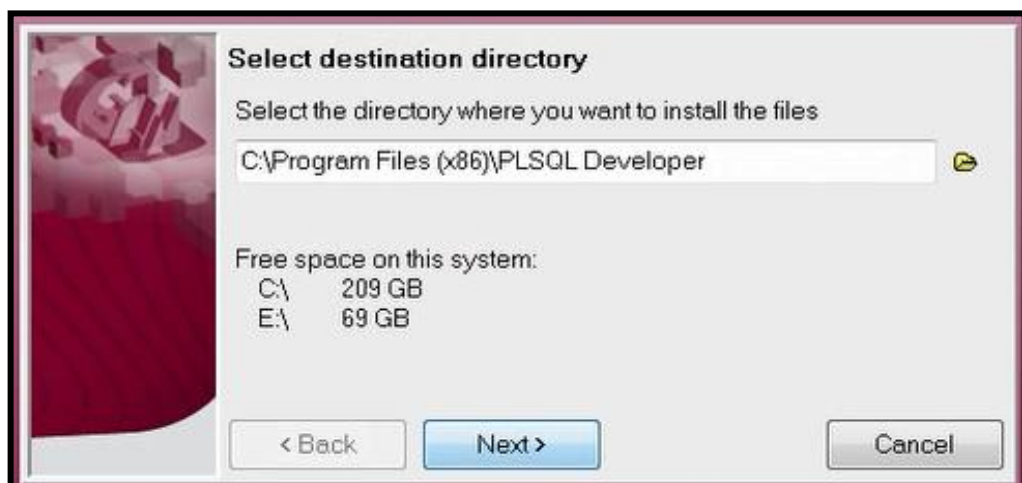 Select destination directory
Select the directory where you want to install the files
C:\Program Files (x86)\PLSQL Developer
Free space on this system:
C:\ 209 GB
E:\ 69 GB
< Back Next > Cancel